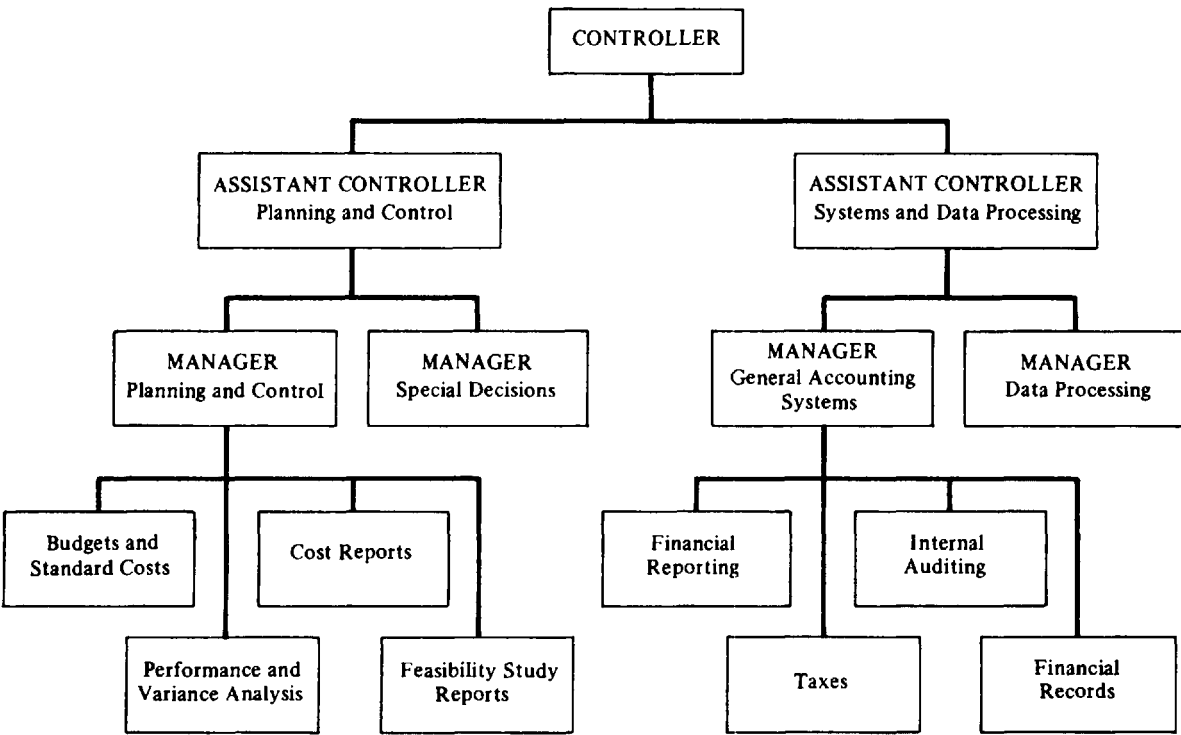 CONTROLLER
ASSISTANT CONTROLLER
Planning and Control
ASSISTANT CONTROLLER
Systems and Data Processing
MANAGER
Planning and Control
MANAGER
Special Decisions
MANAGER
General Accounting
Systems
MANAGER
Data Processing
Budgets and
Standard Costs
Cost Reports
Financial
Reporting
Internal
Auditing
Performance and
Variance Analysis
Feasibility Study
Reports
Taxes
Financial
Records